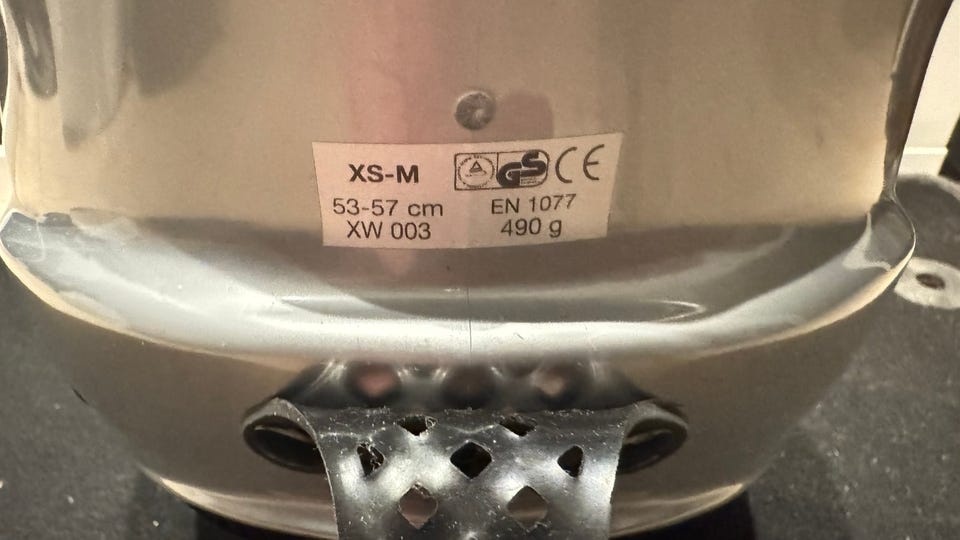 XS-M GS CE
53-57 cm EN 1077
XW 003 490 g